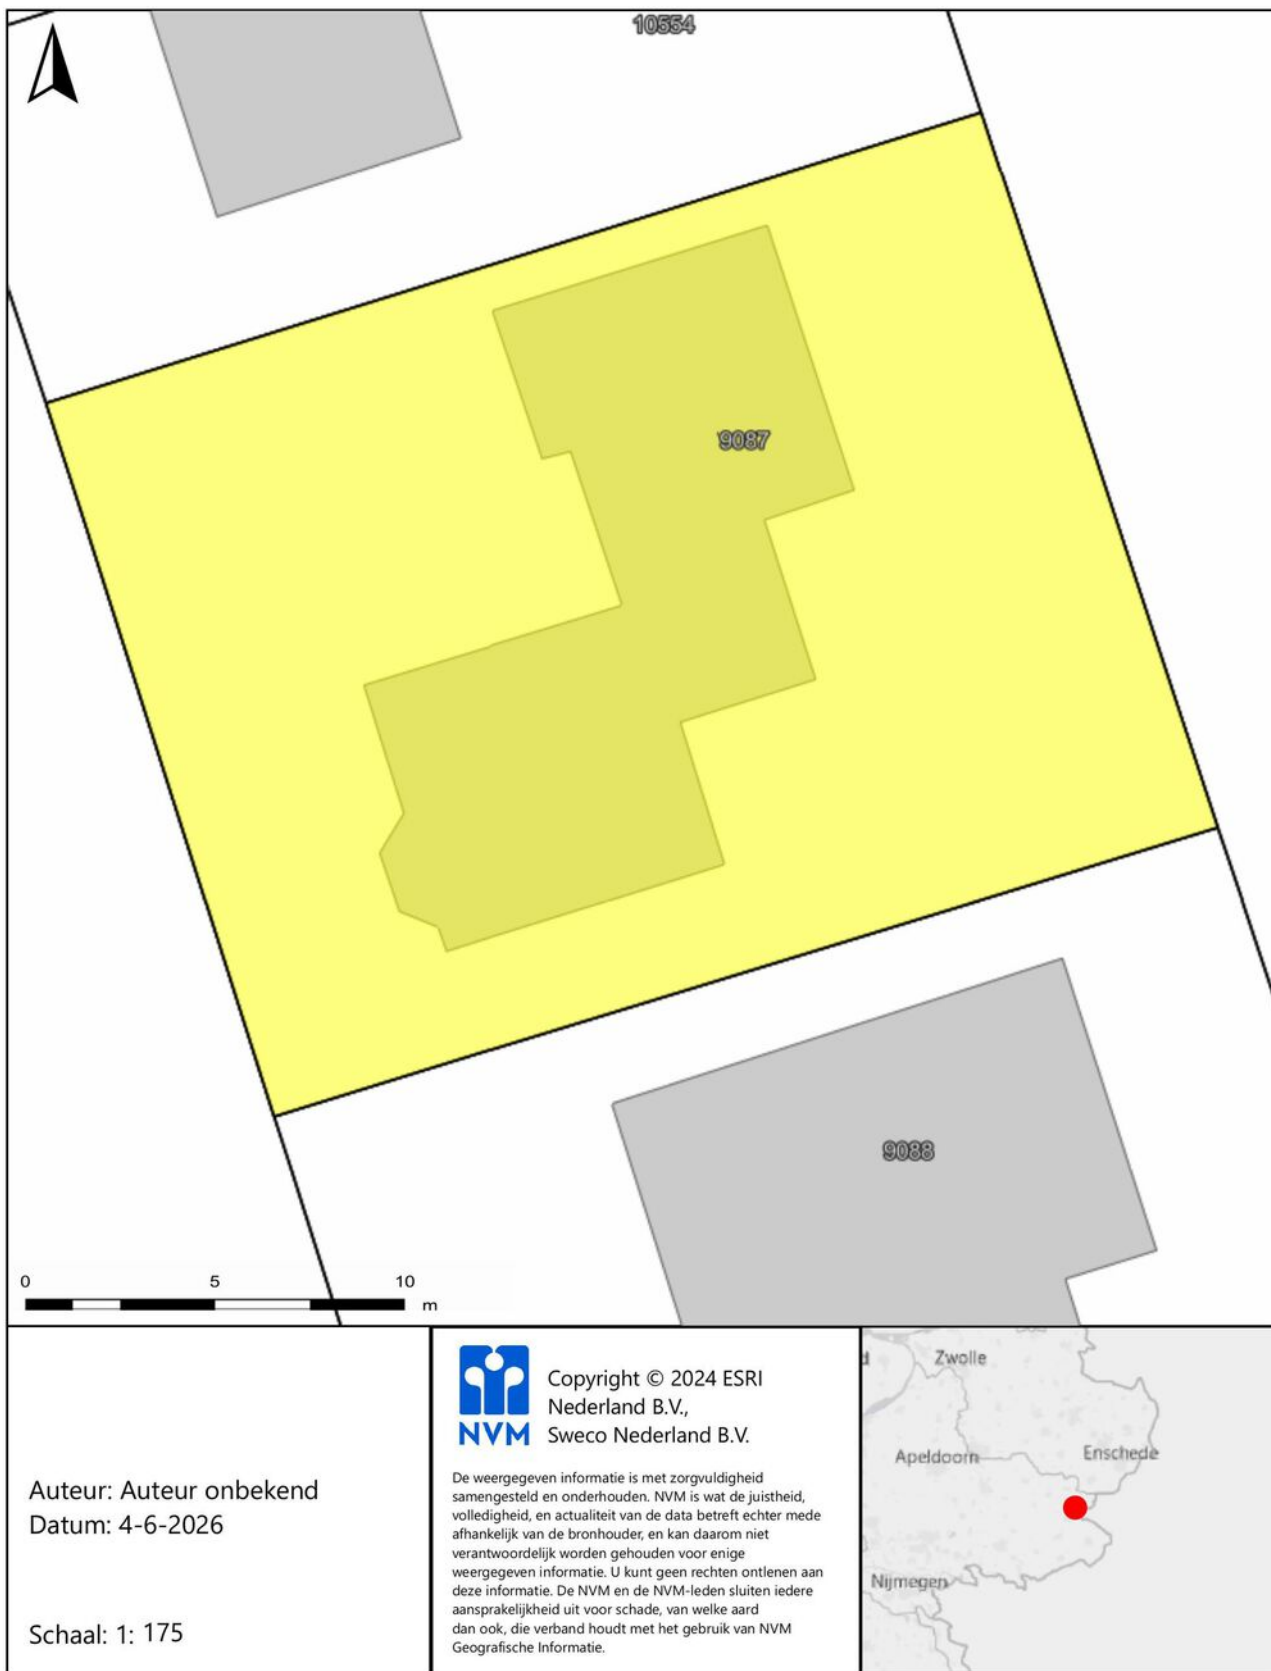 10554
9087
9088
0 5 10
m
Auteur: Auteur onbekend
Datum: 4-6-2026
Schaal: 1: 175
NVM
Copyright © 2024 ESRI
Nederland B.V.,
Sweco Nederland B.V.
De weergegeven informatie is met zorgvuldigheid
samengesteld en onderhouden. NVM is wat de juistheid,
volledigheid, en actualiteit van de data betreft echter mede
afhankelijk van de bronhouder, en kan daarom niet
verantwoordelijk worden gehouden voor enige
weergegeven informatie. U kunt geen rechten ontlenen aan
deze informatie. De NVM en de NVM-leden sluiten iedere
aansprakelijkheid uit voor schade, van welke aard
dan ook, die verband houdt met het gebruik van NVM
Geografische Informatie.
Zwolle
Apeldoorn
Enschede
Nijmegen